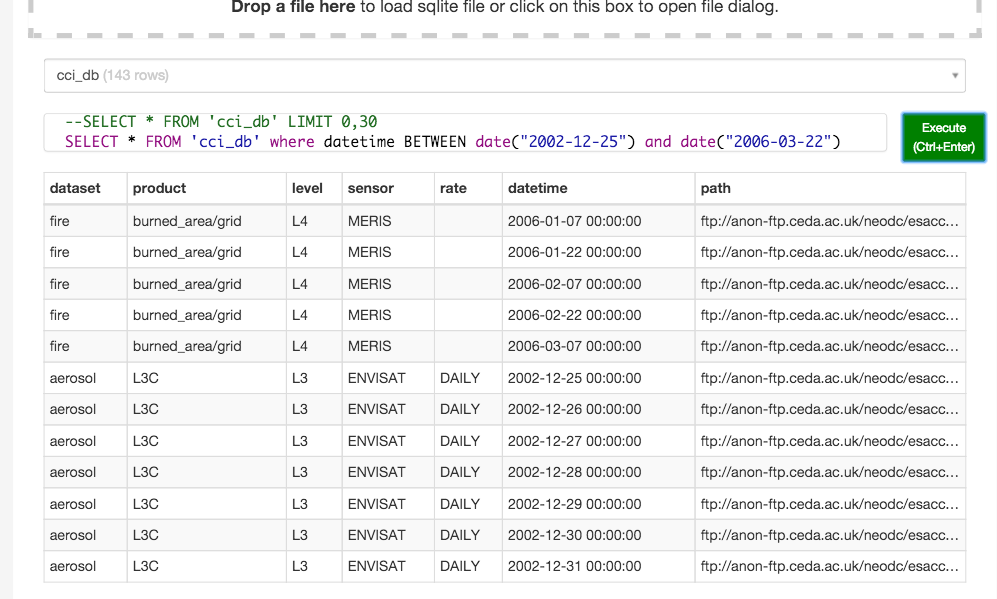 Drop a file here to load sqlite file or click on this box to open file dialog.
cci_db (143 rows)
--SELECT * FROM 'cci_db' LIMIT 0,30
SELECT * FROM 'cci_db' where datetime BETWEEN date("2002-12-25") and date("2006-03-22")
Execute
(Ctrl+Enter)
dataset product level sensor rate datetime path
fire burned_area/grid L4 MERIS 2006-01-07 00:00:00 ftp://anon-ftp.ceda.ac.uk/neodc/esacc...
fire burned_area/grid L4 MERIS 2006-01-22 00:00:00 ftp://anon-ftp.ceda.ac.uk/neodc/esacc...
fire burned_area/grid L4 MERIS 2006-02-07 00:00:00 ftp://anon-ftp.ceda.ac.uk/neodc/esacc...
fire burned_area/grid L4 MERIS 2006-02-22 00:00:00 ftp://anon-ftp.ceda.ac.uk/neodc/esacc...
fire burned_area/grid L4 MERIS 2006-03-07 00:00:00 ftp://anon-ftp.ceda.ac.uk/neodc/esacc...
aerosol L3C L3 ENVISAT DAILY 2002-12-25 00:00:00 ftp://anon-ftp.ceda.ac.uk/neodc/esacc...
aerosol L3C L3 ENVISAT DAILY 2002-12-26 00:00:00 ftp://anon-ftp.ceda.ac.uk/neodc/esacc...
aerosol L3C L3 ENVISAT DAILY 2002-12-27 00:00:00 ftp://anon-ftp.ceda.ac.uk/neodc/esacc...
aerosol L3C L3 ENVISAT DAILY 2002-12-28 00:00:00 ftp://anon-ftp.ceda.ac.uk/neodc/esacc...
aerosol L3C L3 ENVISAT DAILY 2002-12-29 00:00:00 ftp://anon-ftp.ceda.ac.uk/neodc/esacc...
aerosol L3C L3 ENVISAT DAILY 2002-12-30 00:00:00 ftp://anon-ftp.ceda.ac.uk/neodc/esacc...
aerosol L3C L3 ENVISAT DAILY 2002-12-31 00:00:00 ftp://anon-ftp.ceda.ac.uk/neodc/esacc...